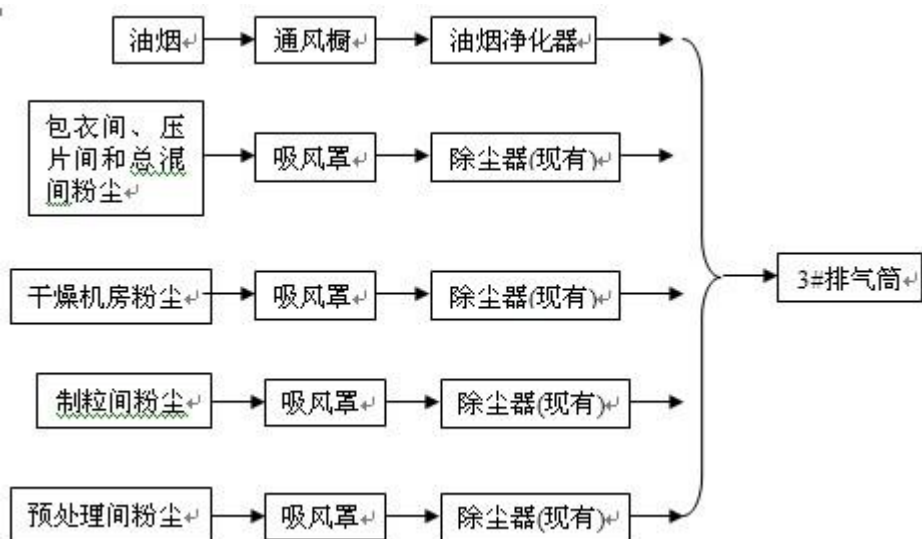 油烟
通风橱
油烟净化器
包衣间、压
片间和总混
间粉尘
吸风罩
除尘器(现有)
干燥机房粉尘
吸风罩
除尘器(现有)
3#排气筒
制粒间粉尘
吸风罩
除尘器(现有)
预处理间粉尘
吸风罩
除尘器(现有)